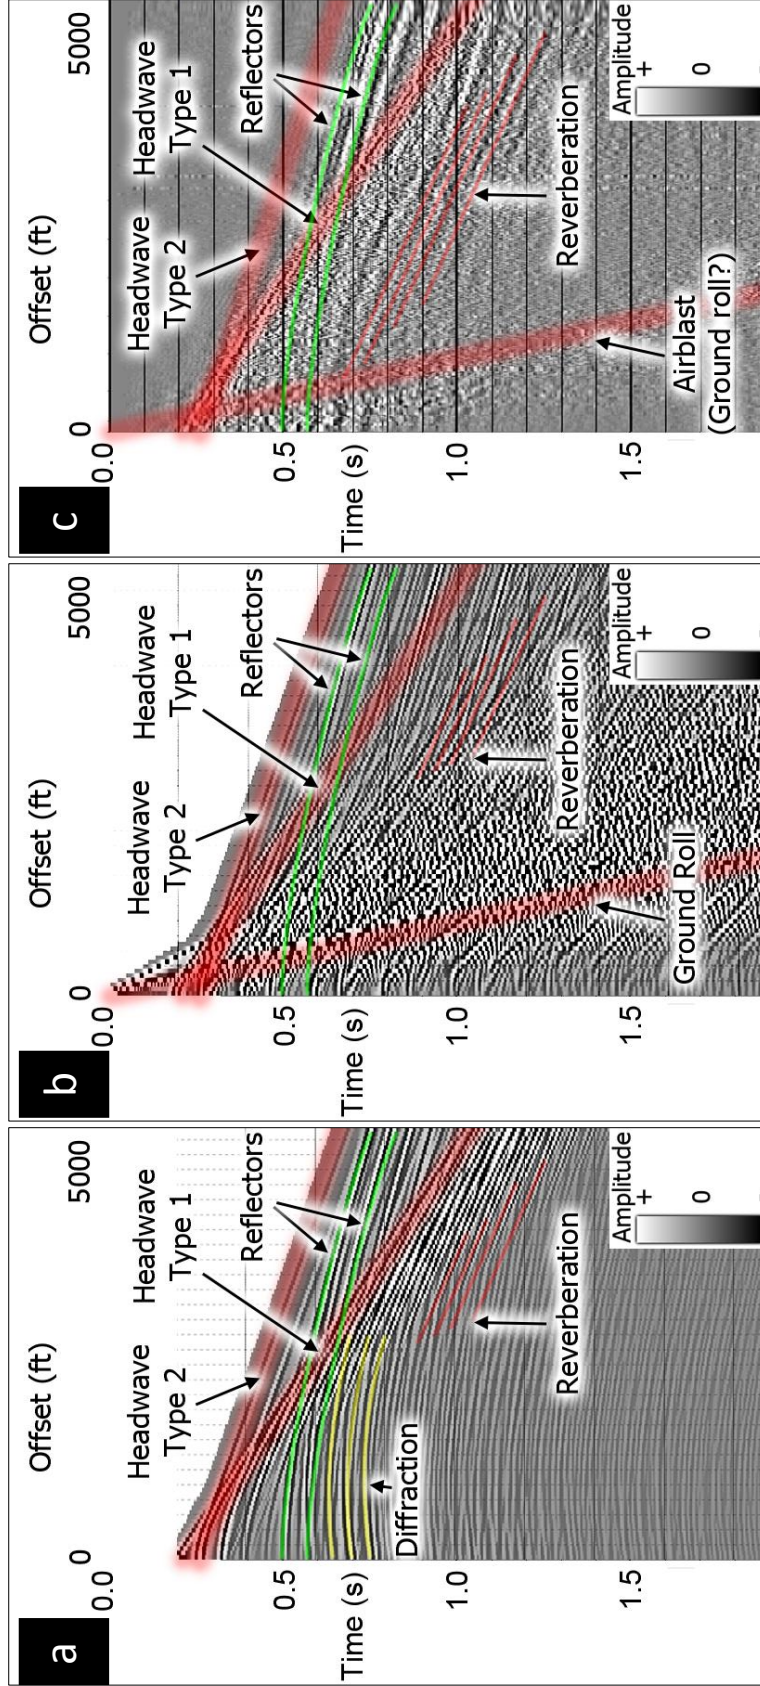 a
Offset (ft)
0
5000
0.0
0.5
1.0
1.5
Time (s)
Headwave
Type 2
Headwave
Type 1
Reflectors
Diffraction
Reverberation
Amplitude
+
0
b
Offset (ft)
0
5000
0.0
0.5
1.0
1.5
Time (s)
Headwave
Type 2
Headwave
Type 1
Reflectors
Reverberation
Ground Roll
Amplitude
+
0
c
Offset (ft)
0
5000
0.0
0.5
1.0
1.5
Time (s)
Headwave
Type 2
Headwave
Type 1
Reflectors
Reverberation
Airblast
(Ground roll?)
Amplitude
+
0